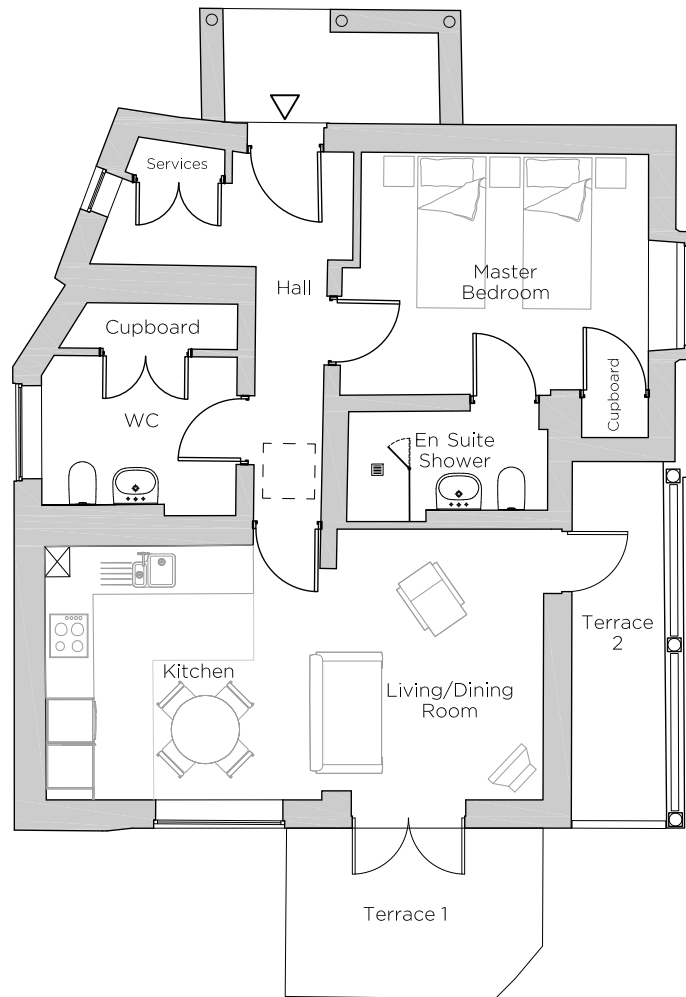 Services
Hall
Master
Bedroom
Cupboard
WC
Cupboard
En Suite
Shower
Terrace
2
Kitchen
Living/Dining
Room
Terrace 1